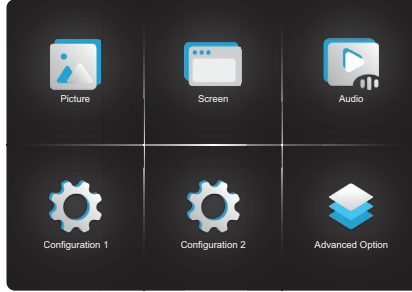 Picture
Screen
Audio
Configuration 1
Configuration 2
Advanced Option